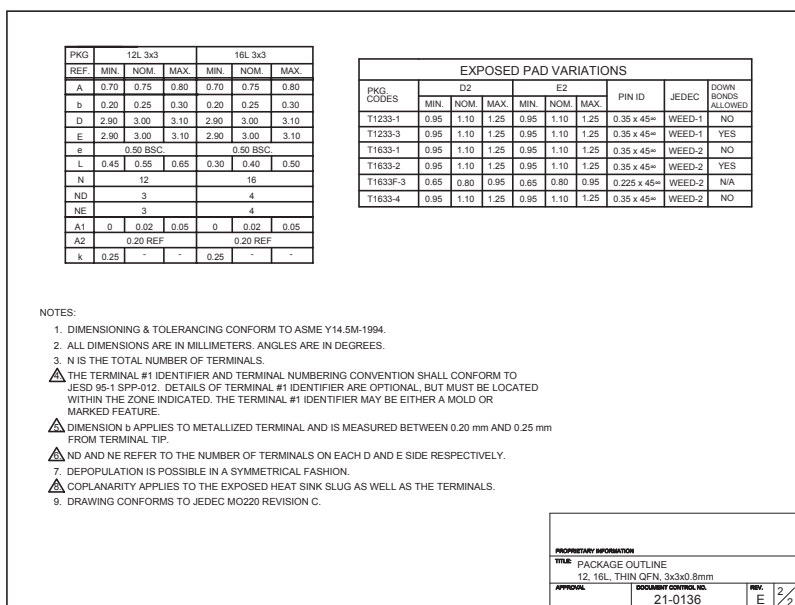 PKG 12L 3x3 16L 3x3
REF. MIN. NOM. MAX. MIN. NOM. MAX.
A 0.70 0.75 0.80 0.70 0.75 0.80
b 0.20 0.25 0.30 0.20 0.25 0.30
D 2.90 3.00 3.10 2.90 3.00 3.10
E 2.90 3.00 3.10 2.90 3.00 3.10
e 0.50 BSC. 0.50 BSC.
L 0.45 0.55 0.65 0.30 0.40 0.50
N 12 16
ND 3 4
NE 3 4
A1 0 0.02 0.05 0 0.02 0.05
A2 0.20 REF 0.20 REF
k 0.25 - - 0.25 - -
EXPOSED PAD VARIATIONS
PKG. CODES D2 E2 PIN ID JEDEC DOWN BONDS ALLOWED
MIN. NOM. MAX. MIN. NOM. MAX.
T1233-1 0.95 1.10 1.25 0.95 1.10 1.25 0.35 x 45∞ WEED-1 NO
T1233-3 0.95 1.10 1.25 0.95 1.10 1.25 0.35 x 45∞ WEED-1 YES
T1633-1 0.95 1.10 1.25 0.95 1.10 1.25 0.35 x 45∞ WEED-2 NO
T1633-2 0.95 1.10 1.25 0.95 1.10 1.25 0.35 x 45∞ WEED-2 YES
T1633F-3 0.65 0.80 0.95 0.65 0.80 0.95 0.225 x 45∞ WEED-2 N/A
T1633-4 0.95 1.10 1.25 0.95 1.10 1.25 0.35 x 45∞ WEED-2 NO
NOTES:
1. DIMENSIONING & TOLERANCING CONFORM TO ASME Y14.5M-1994.
2. ALL DIMENSIONS ARE IN MILLIMETERS. ANGLES ARE IN DEGREES.
3. N IS THE TOTAL NUMBER OF TERMINALS.
4. THE TERMINAL #1 IDENTIFIER AND TERMINAL NUMBERING CONVENTION SHALL CONFORM TO
JESD 95-1 SPP-012. DETAILS OF TERMINAL #1 IDENTIFIER ARE OPTIONAL, BUT MUST BE LOCATED
WITHIN THE ZONE INDICATED. THE TERMINAL #1 IDENTIFIER MAY BE EITHER A MOLD OR
MARKED FEATURE.
5. DIMENSION b APPLIES TO METALLIZED TERMINAL AND IS MEASURED BETWEEN 0.20 mm AND 0.25 mm
FROM TERMINAL TIP.
6. ND AND NE REFER TO THE NUMBER OF TERMINALS ON EACH D AND E SIDE RESPECTIVELY.
7. DEPOPULATION IS POSSIBLE IN A SYMMETRICAL FASHION.
8. COPLANARITY APPLIES TO THE EXPOSED HEAT SINK SLUG AS WELL AS THE TERMINALS.
9. DRAWING CONFORMS TO JEDEC MO220 REVISION C.
PROPRIETARY INFORMATION
TITLE: PACKAGE OUTLINE
12, 16L, THIN QFN, 3x3x0.8mm
APPROVAL DOCUMENT CONTROL NO. REV.
21-0136 E 2/2